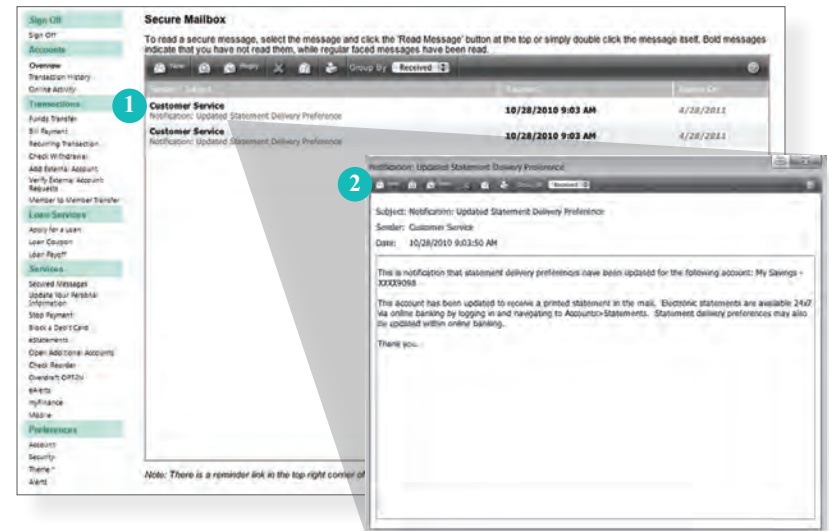 Sign Off
Sign Off
Accounts
Overview
Transaction History
Online Activity
Transactions
Funds Transfer
Bill Payment
Recurring Transaction
Check Withdrawal
Add External Account
Verify External Account
Requests
Member to Member Transfer
Loan Services
Apply for a Loan
Loan Coupon
Loan Payoff
Services
Secured Messages
Update Your Personal
Information
Stop Payment
Block a Debit Card
eStatements
Open Additional Accounts
Check Reorder
Overdraft OPT2U
eAlerts
myFinance
Mobile
Preferences
Account
Security
Theme
Alert
Secure Mailbox
To read a secure message, select the message and click the 'Read Message' button at the top or simply double click the message itself. Bold messages
indicate that you have not read them, while regular faced messages have been read.
New Reply Group By Received
1
Customer Service 10/28/2010 9:03 AM 4/28/2011
Notification: Updated Statement Delivery Preference
Customer Service 10/28/2010 9:03 AM 4/28/2011
Notification: Updated Statement Delivery Preference
Note: There is a reminder link in the top right corner of
Notification: Updated Statement Delivery Preference
2
Received
Subject: Notification: Updated Statement Delivery Preference
Sender: Customer Service
Date: 10/28/2010 9:03:50 AM
This is notification that statement delivery preferences have been updated for the following account: My Savings -
XXXX9098
This account has been updated to receive a printed statement in the mail. Electronic statements are available 24x7
via online banking by logging in and navigating to Accounts>Statements. Statement delivery preferences may also
be updated within online banking.
Thank you.